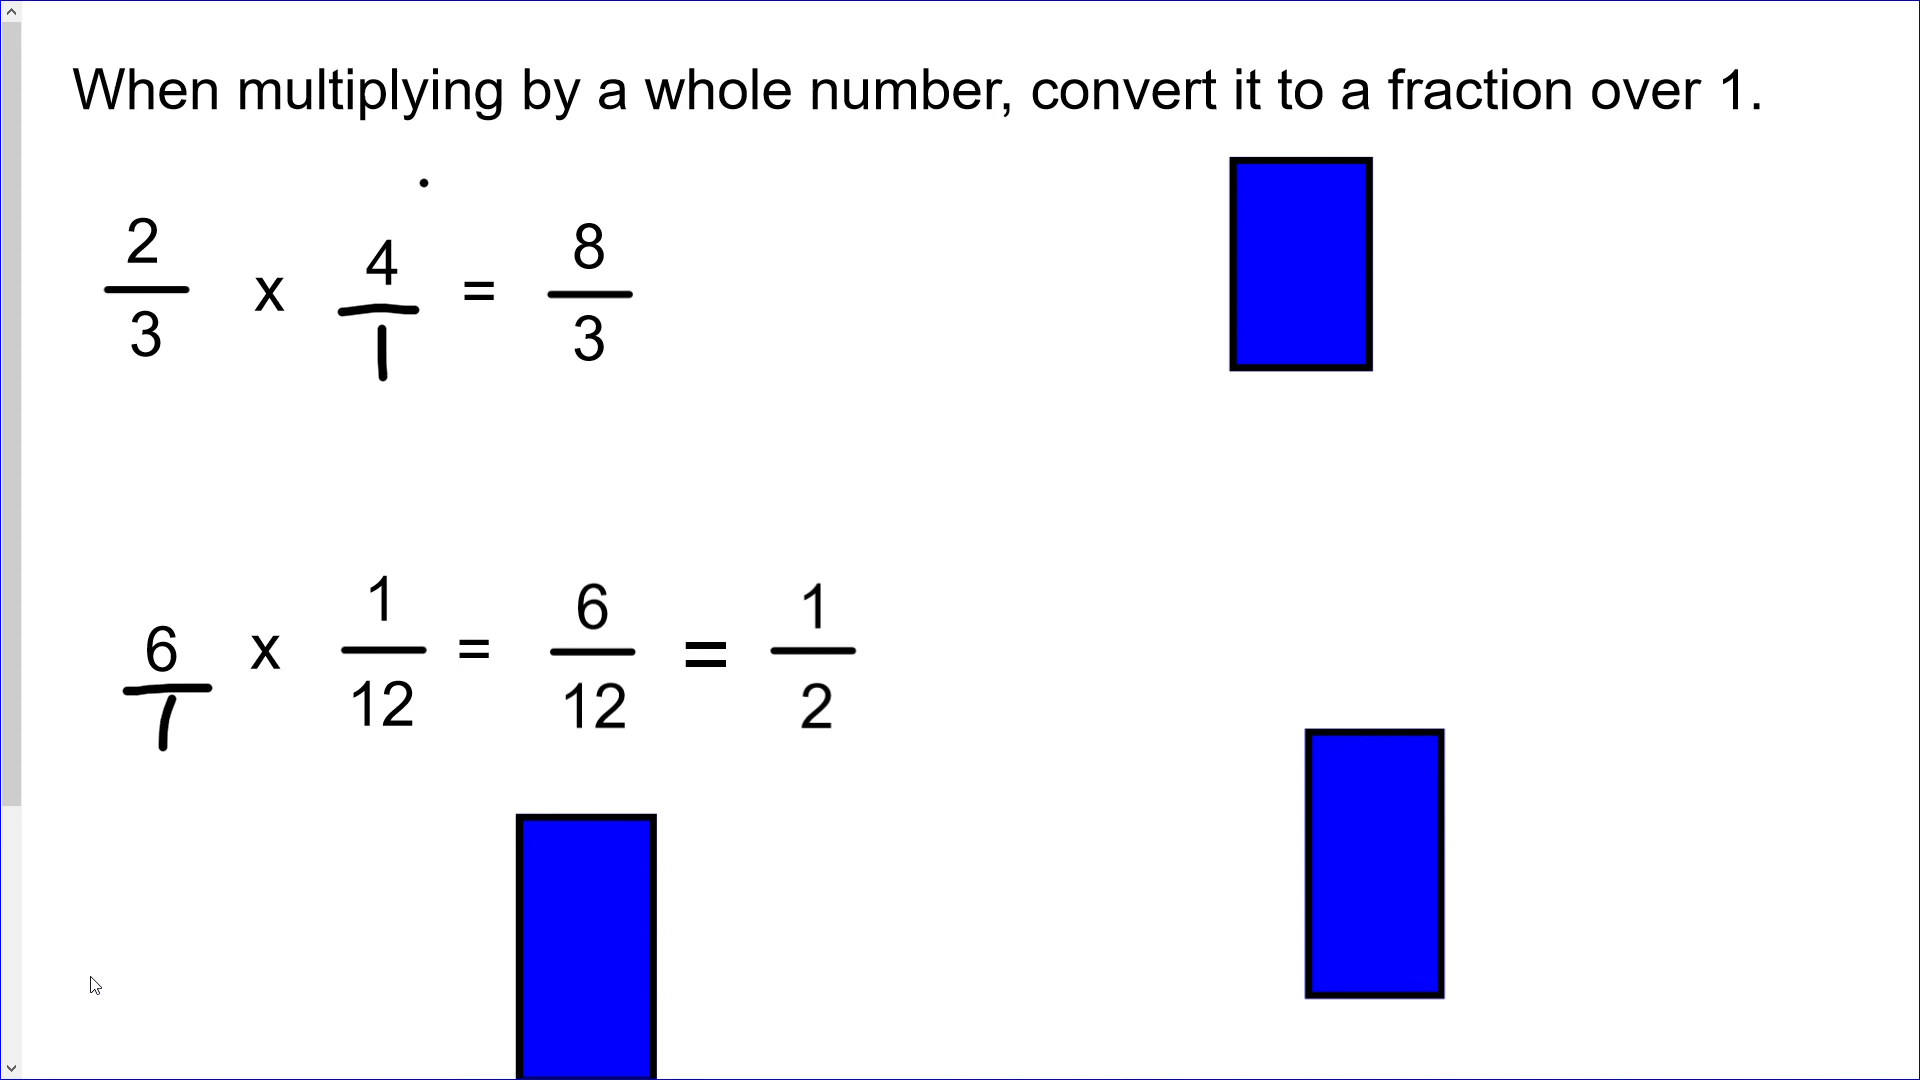 When multiplying by a whole number, convert it to a fraction over 1.
2/3 x 4/1 = 8/3
6/1 x 1/12 = 6/12 = 1/2